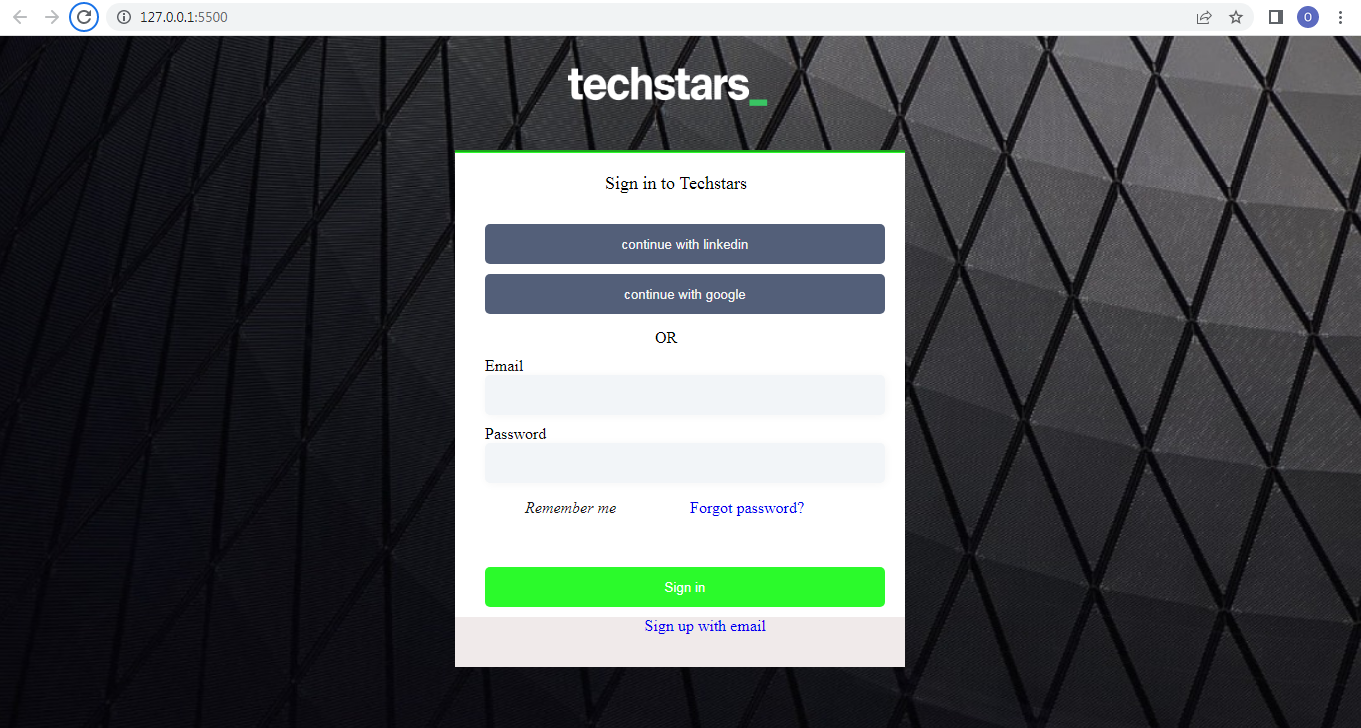 127.0.0.1:5500
O
techstars_
Sign in to Techstars
continue with linkedin
continue with google
OR
Email
Password
Remember me Forgot password?
Sign in
Sign up with email